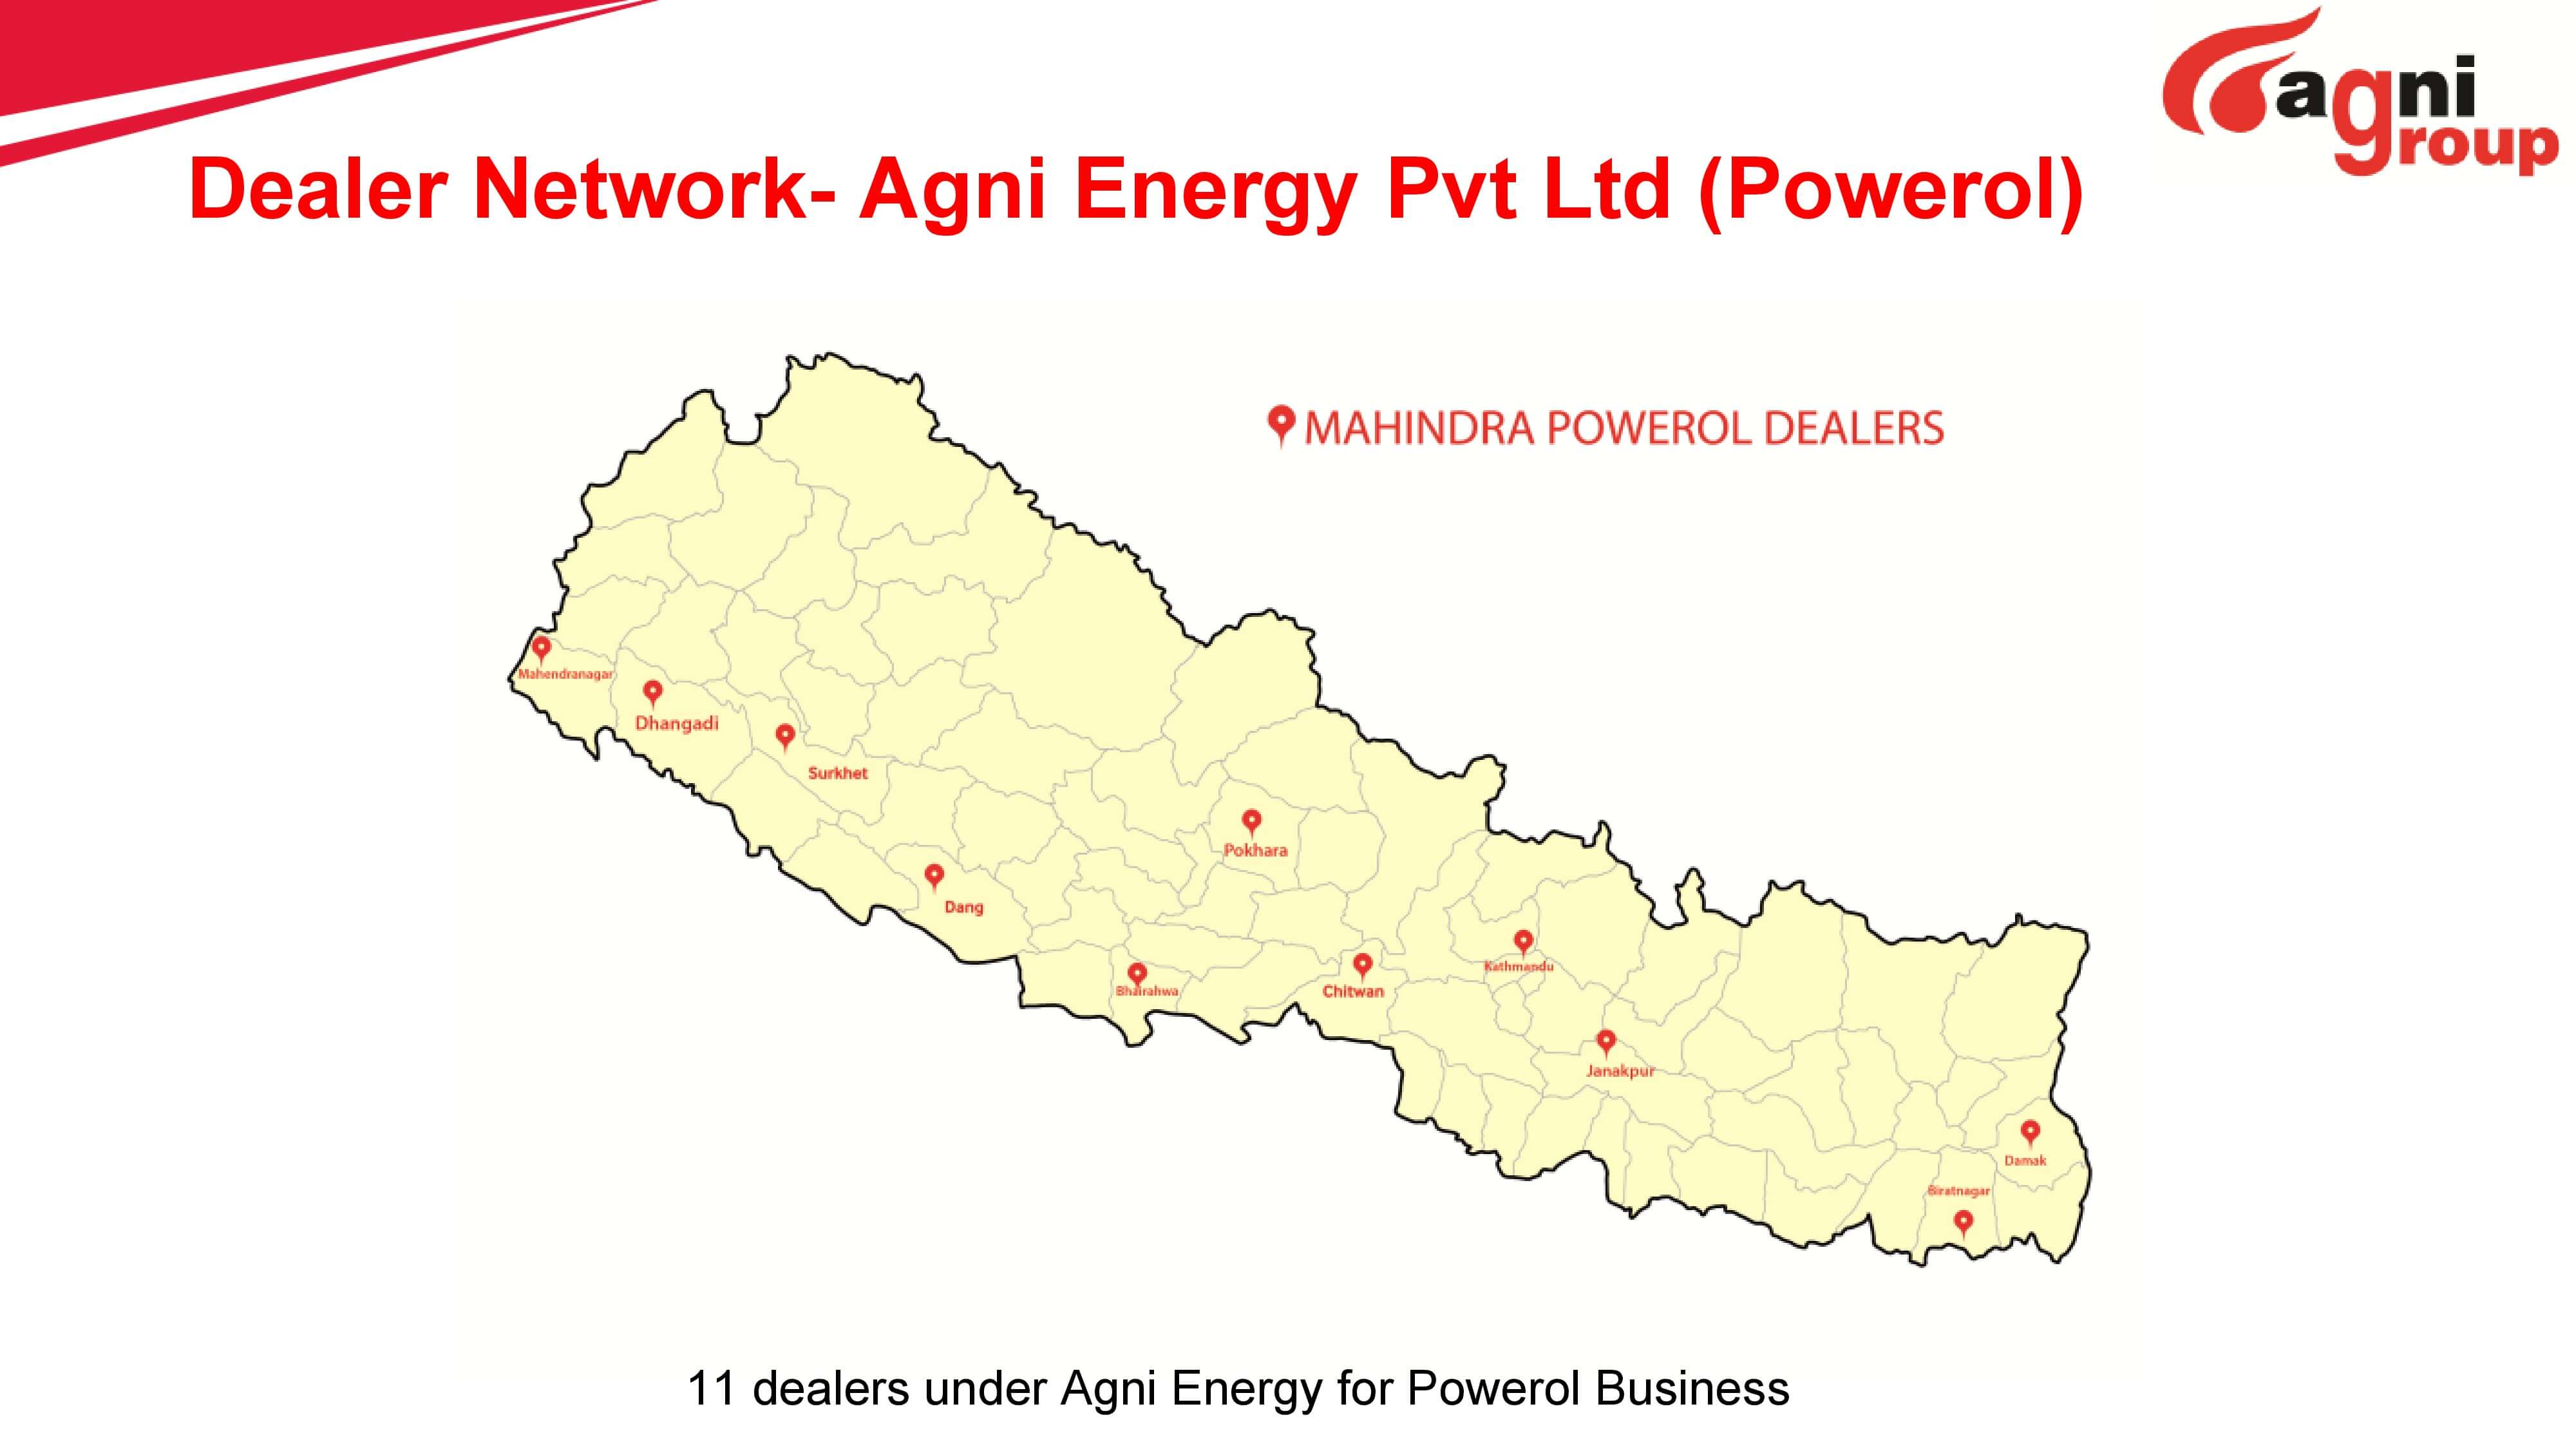 agni
group
Dealer Network- Agni Energy Pvt Ltd (Powerol)
MAHINDRA POWEROL DEALERS
Mahendranagar
Dhangadi
Surkhet
Pokhara
Dang
Kathmandu
Bhairahwa
Chitwan
Janakpur
Damak
Biratnagar
11 dealers under Agni Energy for Powerol Business